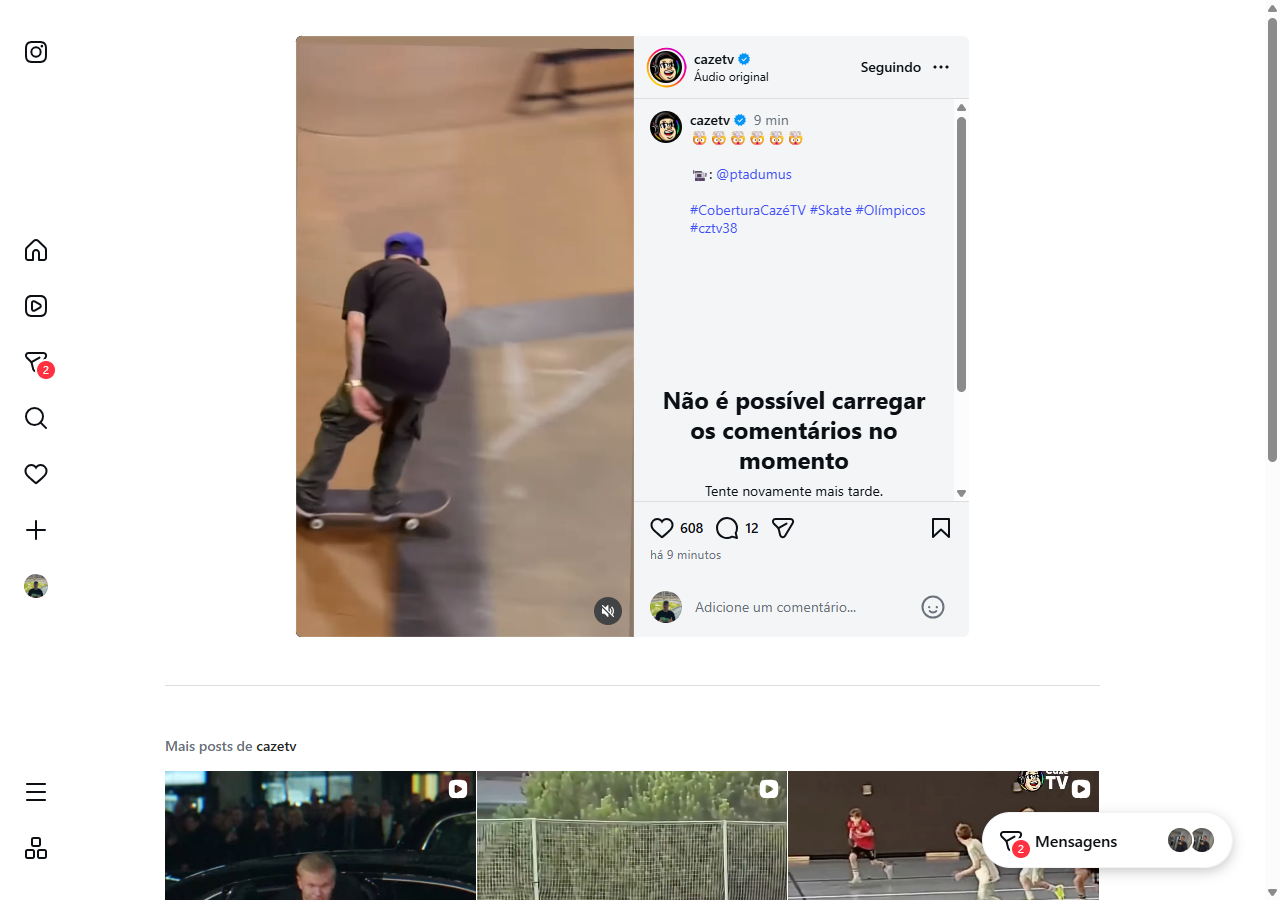 cazetv
Áudio original
Seguindo
cazetv 9 min
🤯🤯🤯🤯🤯🤯
📹: @ptadumus
#CoberturaCazéTV #Skate #Olímpicos
#cztv38
Não é possível carregar
os comentários no
momento
Tente novamente mais tarde.
608
12
há 9 minutos
Adicione um comentário...
2
Mais posts de cazetv
TV
2
Mensagens